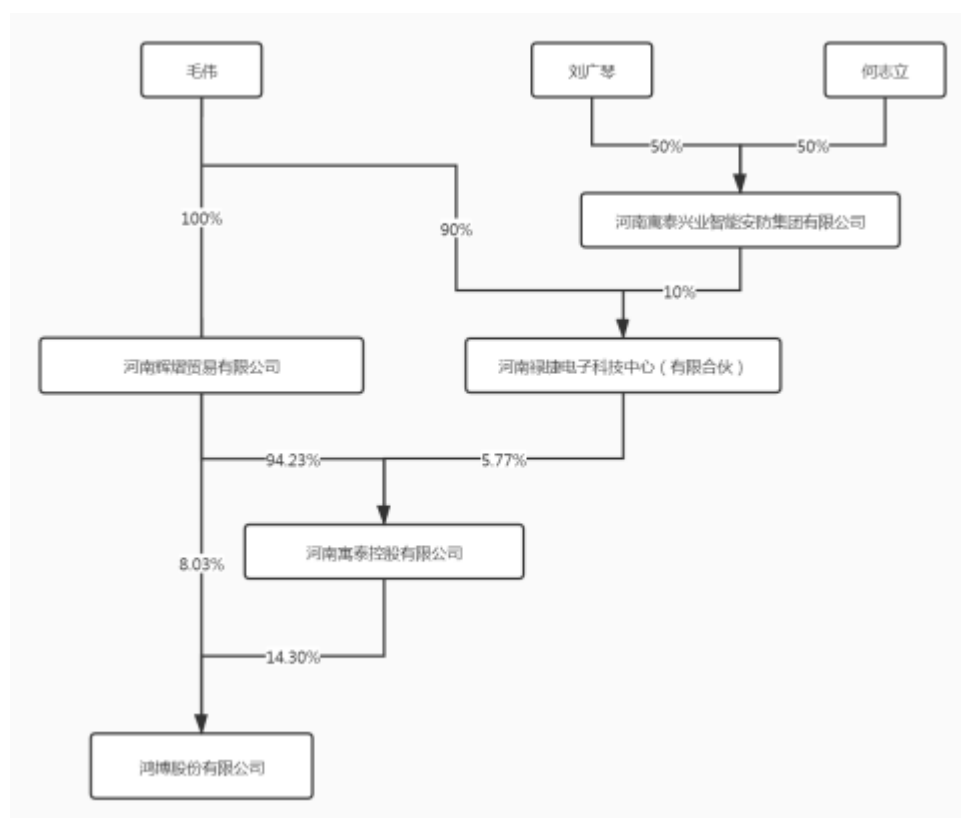 毛伟
刘广琴
何志立
50%
50%
100%
90%
河南寓泰兴业智能安防集团有限公司
10%
河南辉熠贸易有限公司
河南禄捷电子科技中心（有限合伙）
94.23%
5.77%
河南寓泰控股有限公司
8.03%
14.30%
鸿博股份有限公司